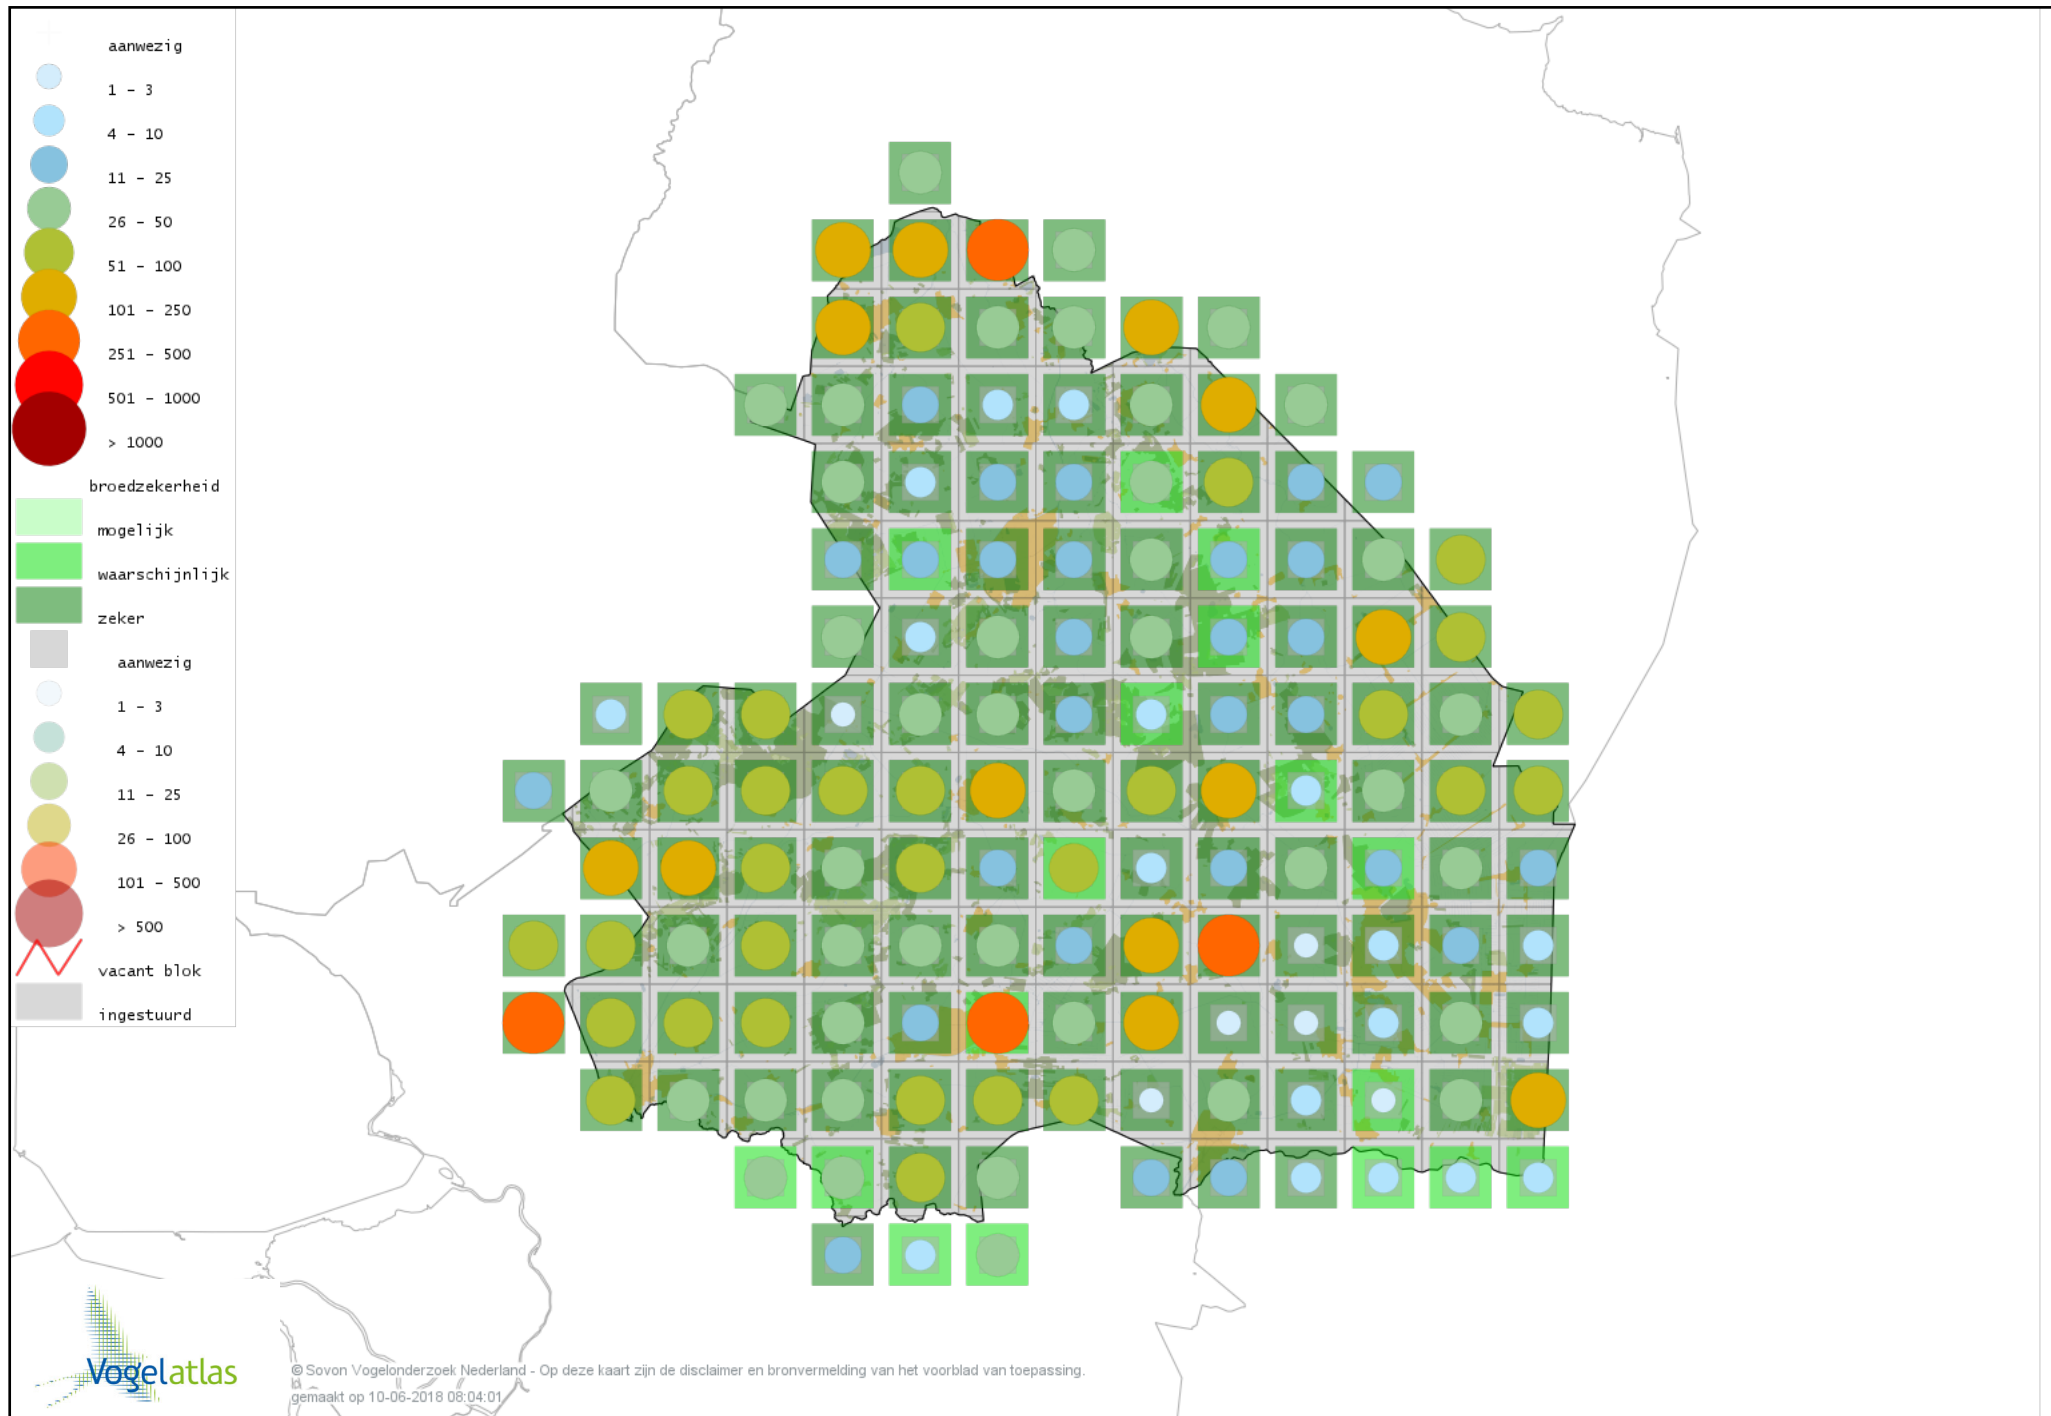 aanwezig
1 - 3
4 - 10
11 - 25
26 - 50
51 - 100
101 - 250
251 - 500
501 - 1000
> 1000
broedzekerheid
mogelijk
waarschijnlijk
zeker
aanwezig
1 - 3
4 - 10
11 - 25
26 - 100
101 - 500
> 500
vacant blok
ingestuurd
Vogelatlas
© Sovon Vogelonderzoek Nederland - Op deze kaart zijn de disclaimer en bronvermelding van het voorblad van toepassing.
gemaakt op 10-06-2018 08:04:01